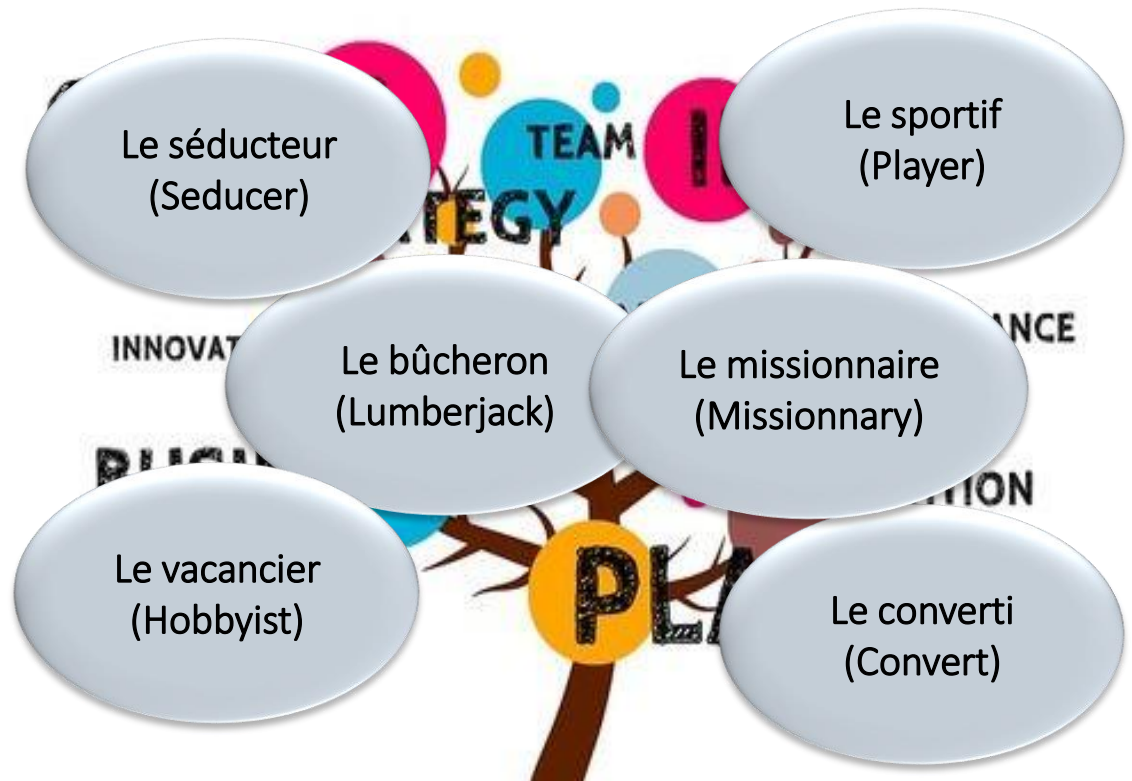 Le séducteur
(Seducer)
TEAM
Le sportif
(Player)
Le bûcheron
(Lumberjack)
Le missionnaire
(Missionnary)
Le vacancier
(Hobbyist)
Le converti
(Convert)